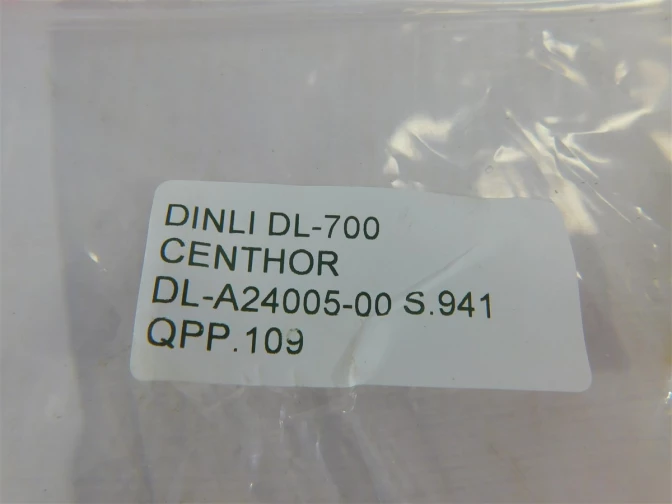 DINLI DL-700
CENTHOR
DL-A24005-00 S.941
QPP.109